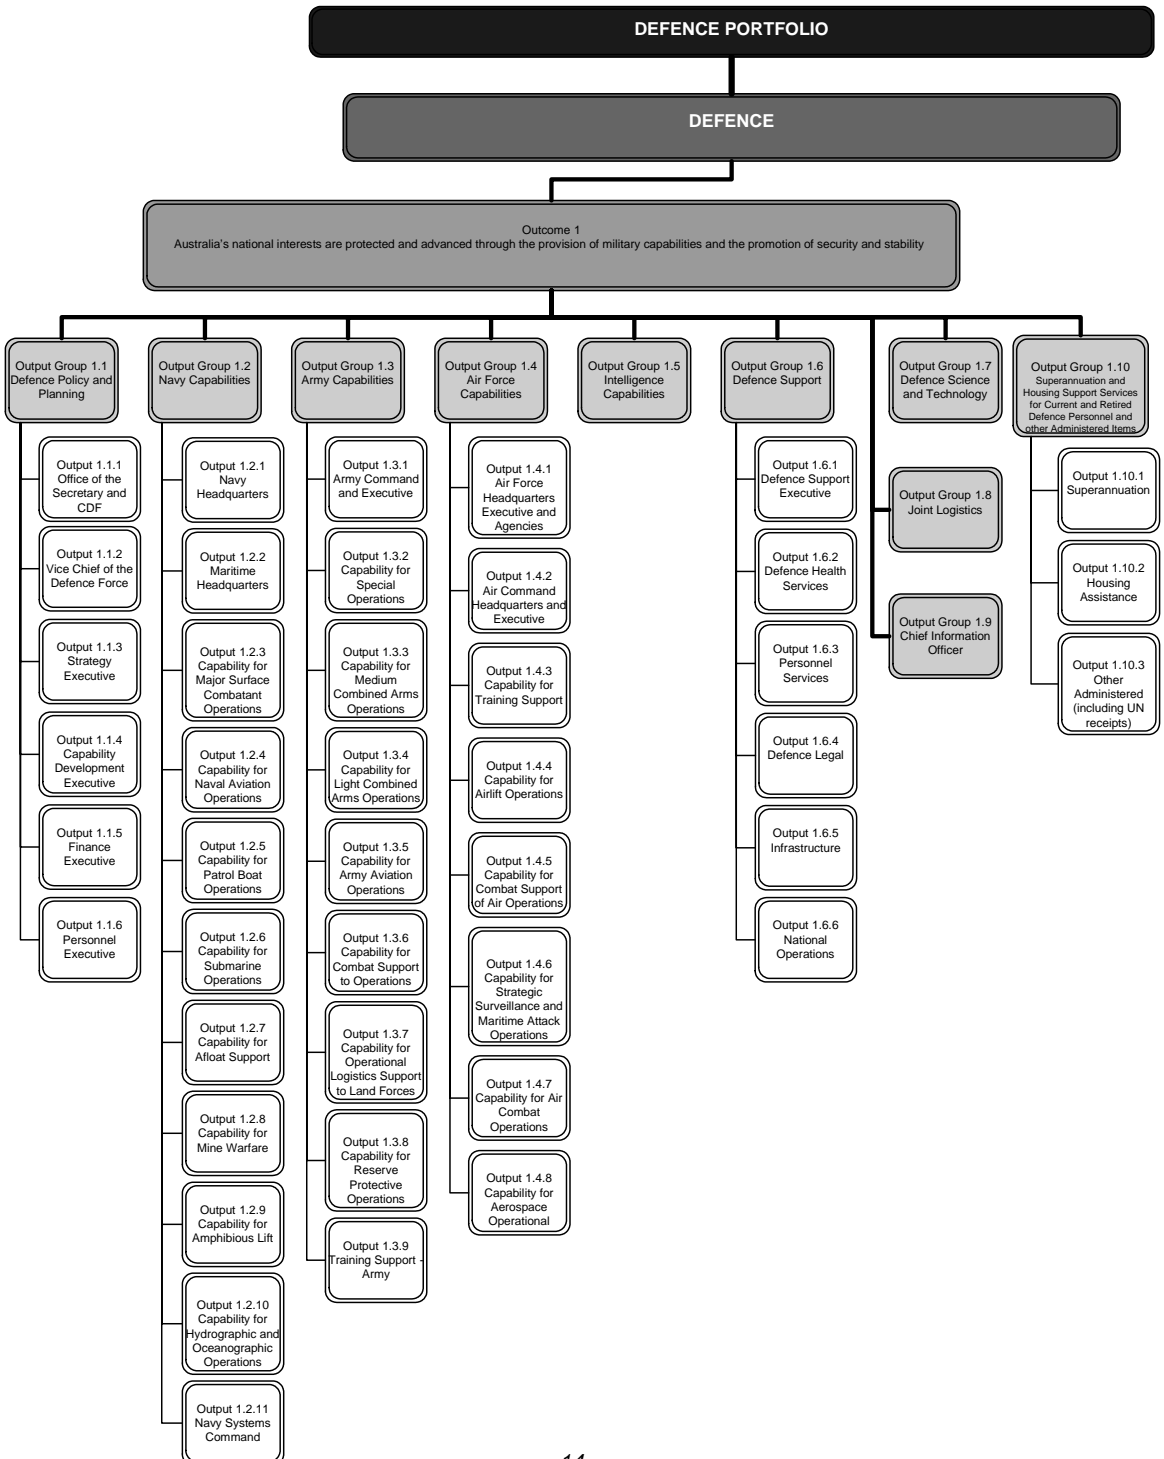 DEFENCE PORTFOLIO
DEFENCE
Outcome 1
Australia's national interests are protected and advanced through the provision of military capabilities and the promotion of security and stability
Output Group 1.1
Defence Policy and
Planning
Output 1.1.1
Office of the
Secretary and
CDF
Output 1.1.2
Vice Chief of the
Defence Force
Output 1.1.3
Strategy
Executive
Output 1.1.4
Capability
Development
Executive
Output 1.1.5
Finance
Executive
Output 1.1.6
Personnel
Executive
Output Group 1.2
Navy Capabilities
Output 1.2.1
Navy
Headquarters
Output 1.2.2
Maritime
Headquarters
Output 1.2.3
Capability for
Major Surface
Combatant
Operations
Output 1.2.4
Capability for
Naval Aviation
Operations
Output 1.2.5
Capability for
Patrol Boat
Operations
Output 1.2.6
Capability for
Submarine
Operations
Output 1.2.7
Capability for
Afloat Support
Output 1.2.8
Capability for
Mine Warfare
Output 1.2.9
Capability for
Amphibious Lift
Output 1.2.10
Capability for
Hydrographic and
Oceanographic
Operations
Output 1.2.11
Navy Systems
Command
Output Group 1.3
Army Capabilities
Output 1.3.1
Army Command
and Executive
Output 1.3.2
Capability for
Special
Operations
Output 1.3.3
Capability for
Medium
Combined Arms
Operations
Output 1.3.4
Capability for
Light Combined
Arms Operations
Output 1.3.5
Capability for
Army Aviation
Operations
Output 1.3.6
Capability for
Combat Support
to Operations
Output 1.3.7
Capability for
Operational
Logistics Support
to Land Forces
Output 1.3.8
Capability for
Reserve
Protective
Operations
Output 1.3.9
Training Support -
Army
Output Group 1.4
Air Force
Capabilities
Output 1.4.1
Air Force
Headquarters
Executive and
Agencies
Output 1.4.2
Air Command
Headquarters and
Executive
Output 1.4.3
Capability for
Training Support
Output 1.4.4
Capability for
Airlift Operations
Output 1.4.5
Capability for
Combat Support
of Air Operations
Output 1.4.6
Capability for
Strategic
Surveillance and
Maritime Attack
Operations
Output 1.4.7
Capability for Air
Combat
Operations
Output 1.4.8
Capability for
Aerospace
Operational
Output Group 1.5
Intelligence
Capabilities
Output Group 1.6
Defence Support
Output 1.6.1
Defence Support
Executive
Output 1.6.2
Defence Health
Services
Output 1.6.3
Personnel
Services
Output 1.6.4
Defence Legal
Output 1.6.5
Infrastructure
Output 1.6.6
National
Operations
Output Group 1.7
Defence Science
and Technology
Output Group 1.8
Joint Logistics
Output Group 1.9
Chief Information
Officer
Output Group 1.10
Superannuation and
Housing Support Services
for Current and Retired
Defence Personnel and
other Administered Items
Output 1.10.1
Superannuation
Output 1.10.2
Housing
Assistance
Output 1.10.3
Other
Administered
(including UN
receipts)